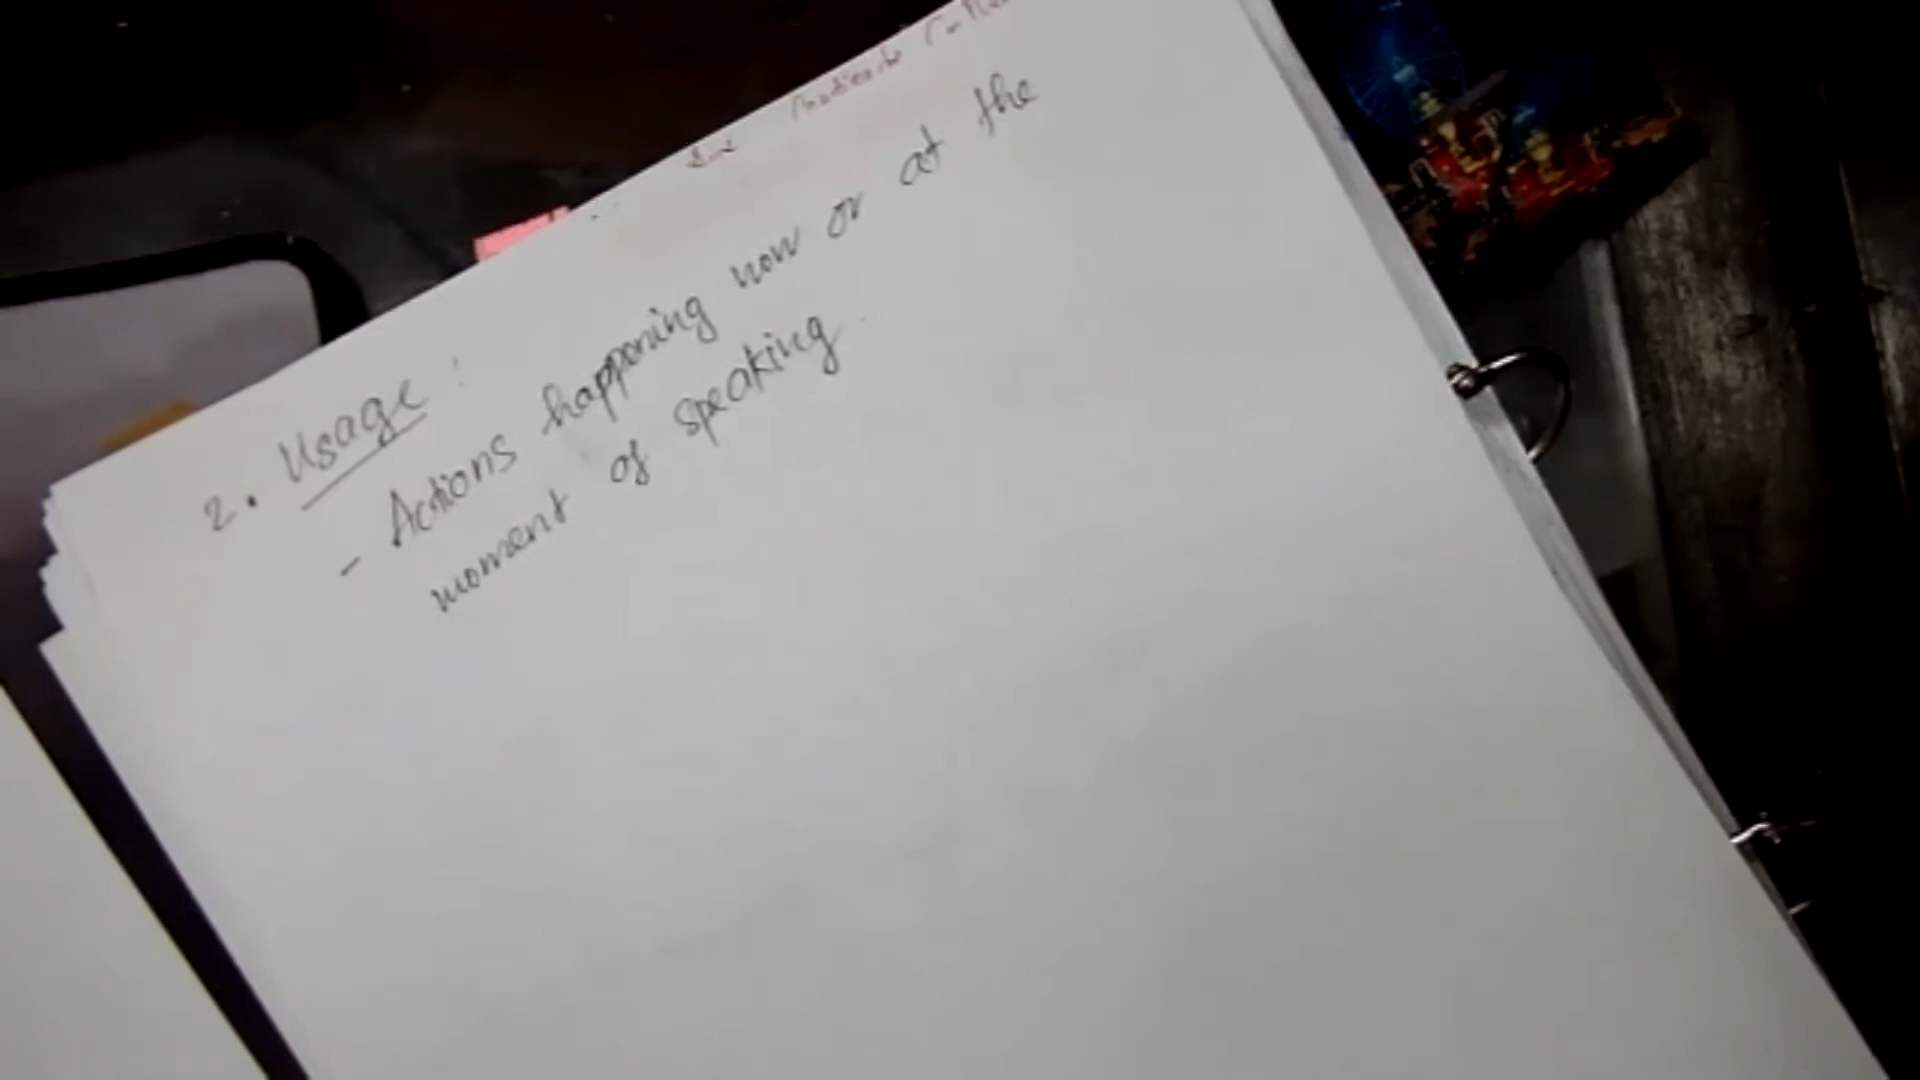 2. Usage :
- Actions happening now or at the
moment of speaking